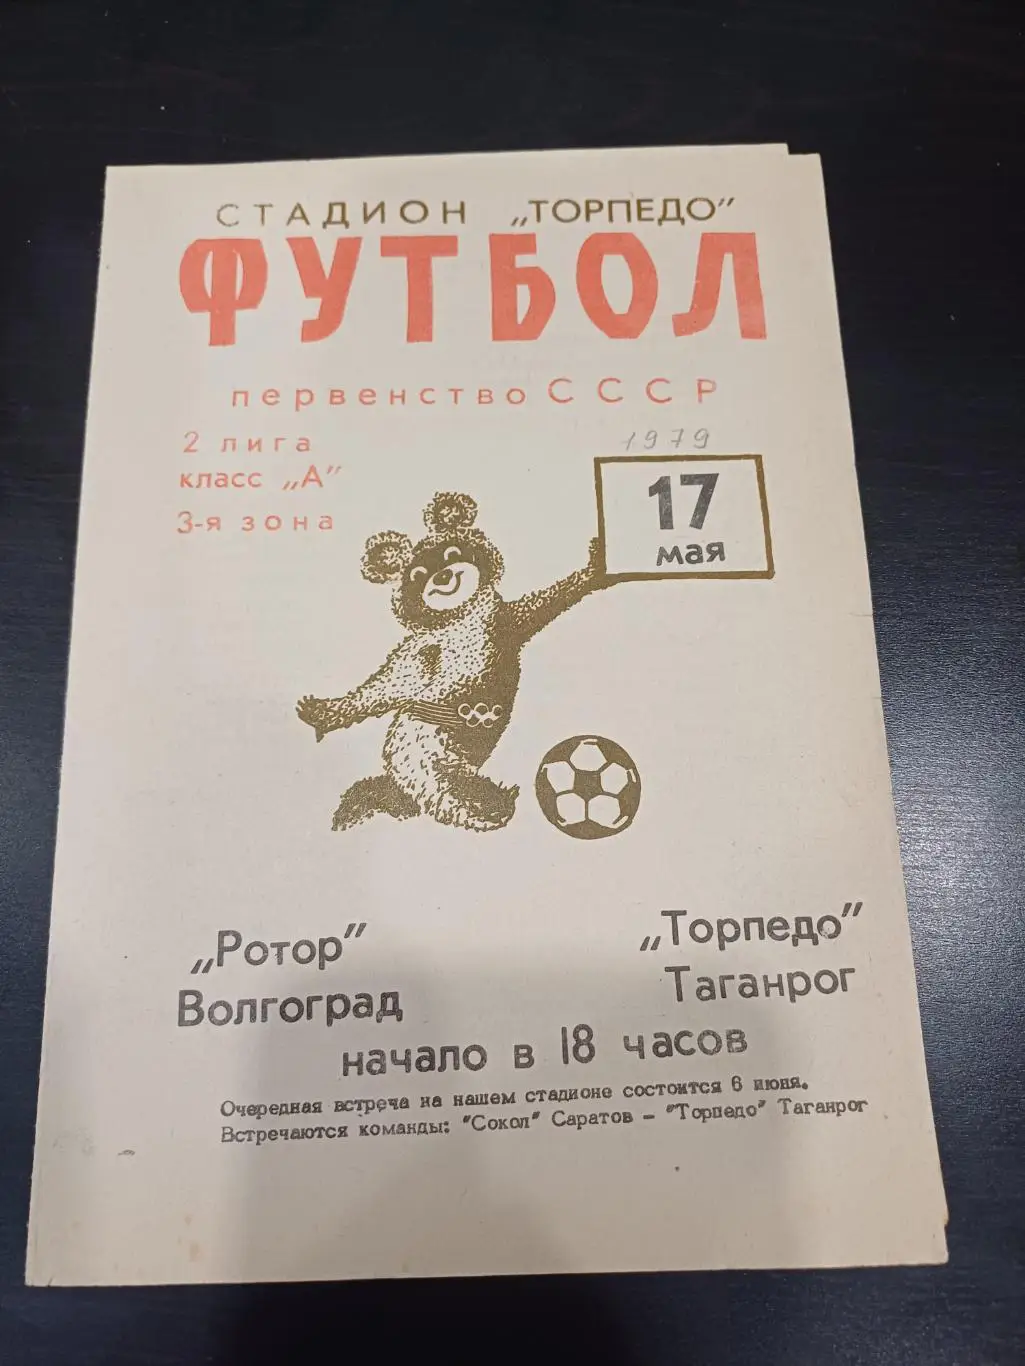 СТАДИОН „ТОРПЕДО"
ФУТБОЛ
первенство СССР
2 лига
класс „А"
3-я зона
1979
17
мая
„Ротор"
Волгоград
„Торпедо"
Таганрог
начало в 18 часов
Очередная встреча на нашем стадионе состоится 6 июня.
Встречаются команды: "Сокол" Саратов – "Торпедо" Таганрог